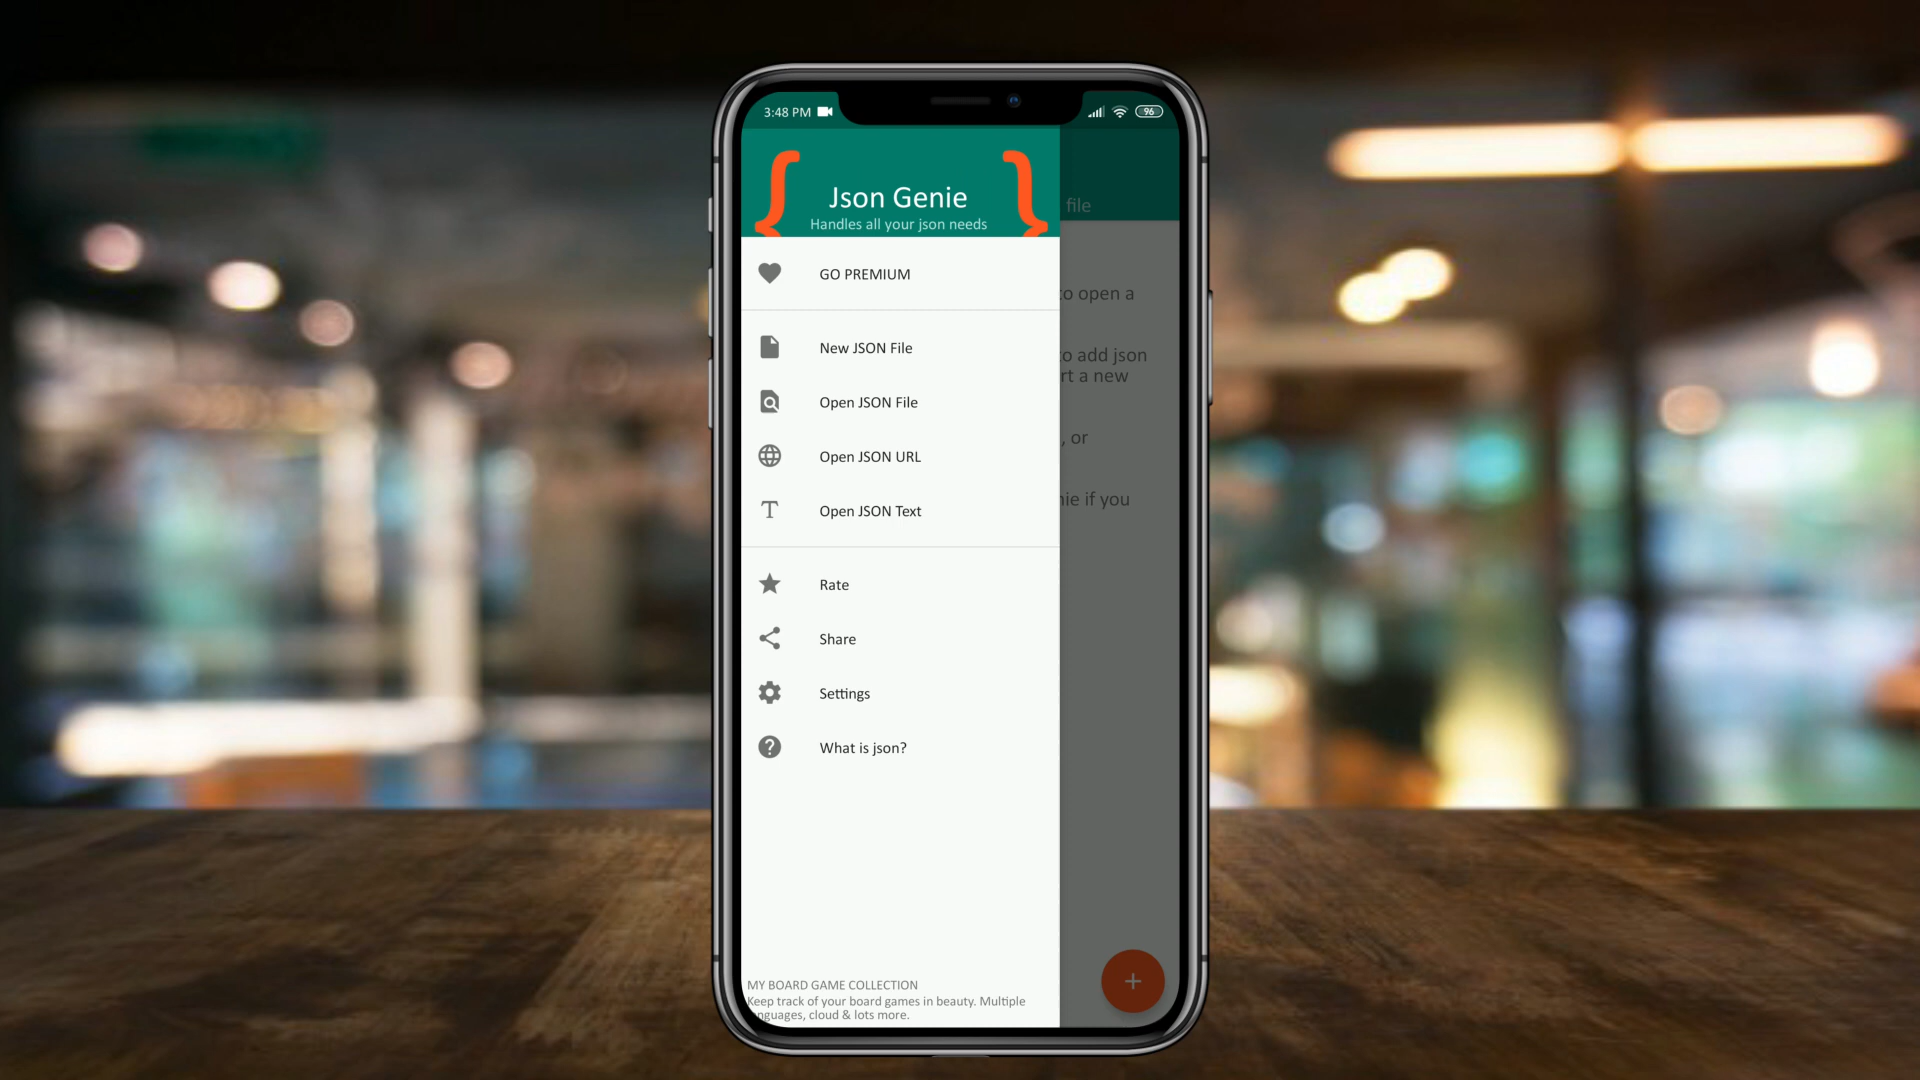 3:48 PM
96
{ Json Genie }
Handles all your json needs
GO PREMIUM
New JSON File
Open JSON File
Open JSON URL
Open JSON Text
Rate
Share
Settings
What is json?
MY BOARD GAME COLLECTION
Keep track of your board games in beauty. Multiple
nguages, cloud & lots more.
file
to open a
to add json
rt a new
, or
nie if you
+